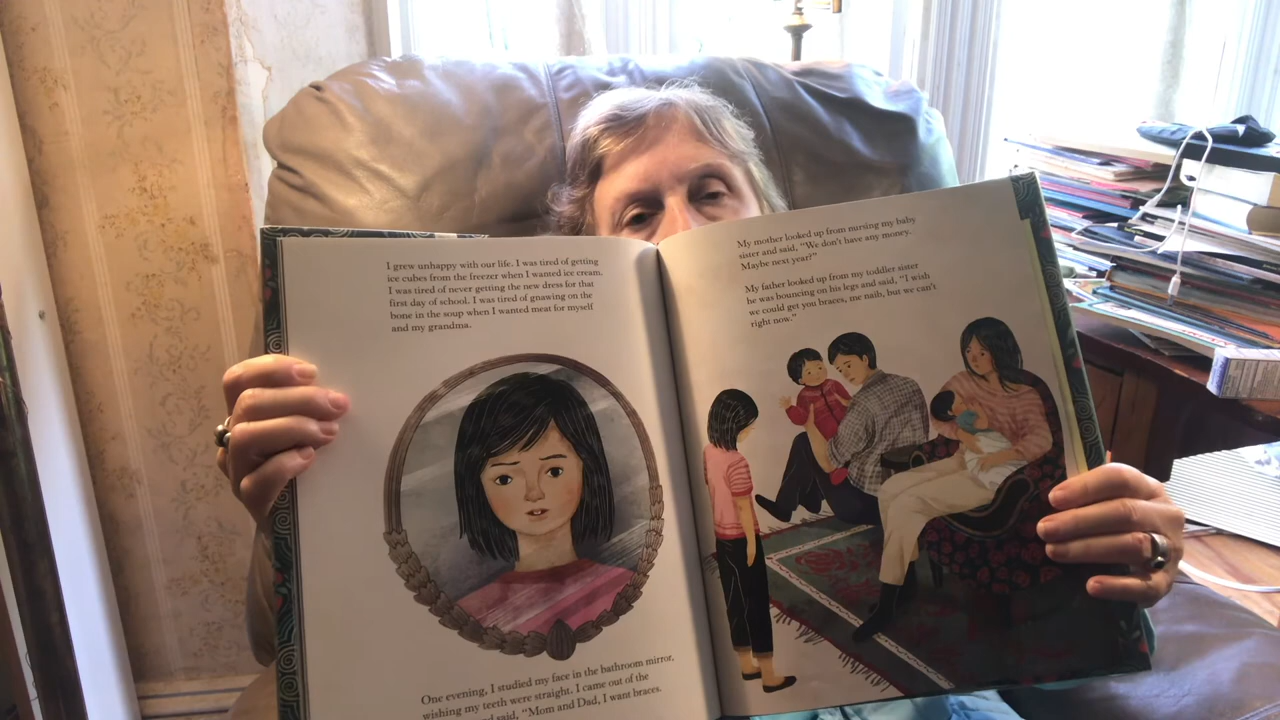 I grew unhappy with our life. I was tired of getting
ice cubes from the freezer when I wanted ice cream.
I was tired of never getting the new dress for that
first day of school. I was tired of gnawing on the
bone in the soup when I wanted meat for myself
and my grandma.
One evening, I studied my face in the bathroom mirror,
wishing my teeth were straight. I came out of the
said, “Mom and Dad, I want braces.
My mother looked up from nursing my baby
sister and said, “We don’t have any money.
Maybe next year?”
My father looked up from my toddler sister
he was bouncing on his legs and said, “I wish
we could get you braces, me naib, but we can’t
right now.”